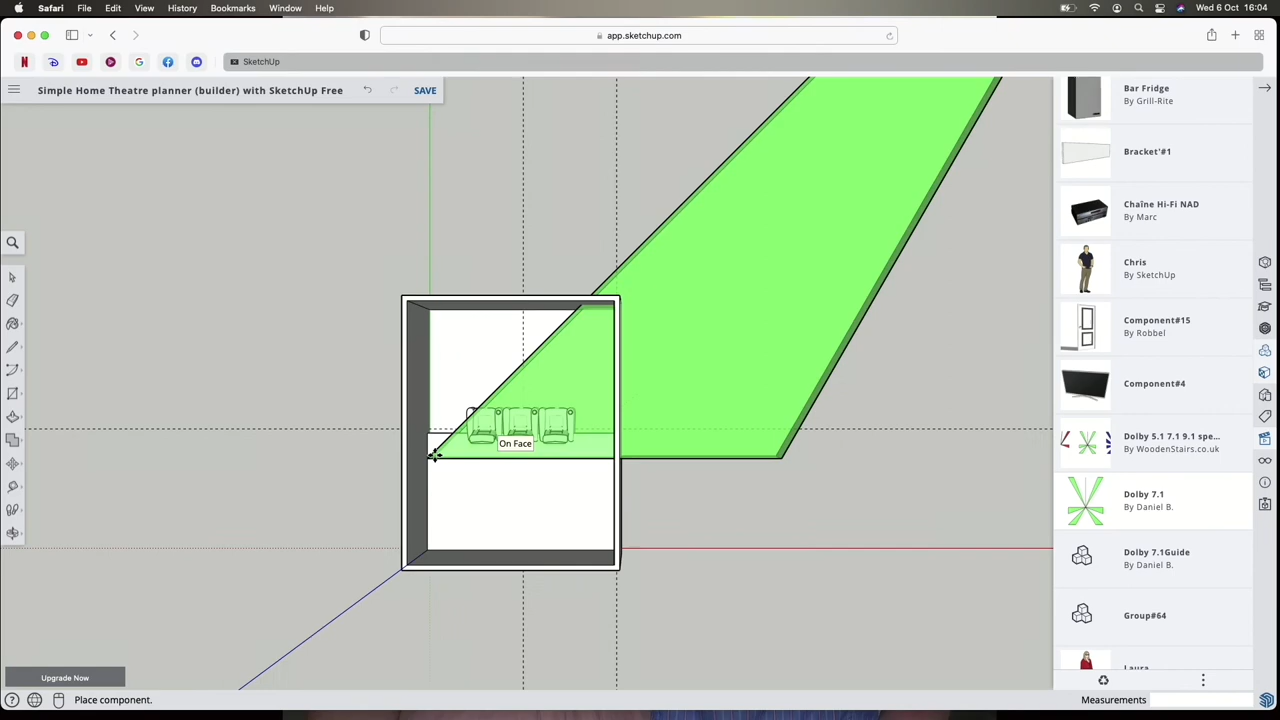 Safari File Edit View History Bookmarks Window Help Wed 6 Oct 16:04
app.sketchup.com
SketchUp
Simple Home Theatre planner (builder) with SketchUp Free SAVE
Bar Fridge
By Grill-Rite
Bracket'#1
Chaîne Hi-Fi NAD
By Marc
Chris
By SketchUp
Component#15
By Robbel
Component#4
Dolby 5.1 7.1 9.1 spe...
By WoodenStairs.co.uk
Dolby 7.1
By Daniel B.
Dolby 7.1Guide
By Daniel B.
Group#64
Laura
On Face
Upgrade Now
Place component.
Measurements